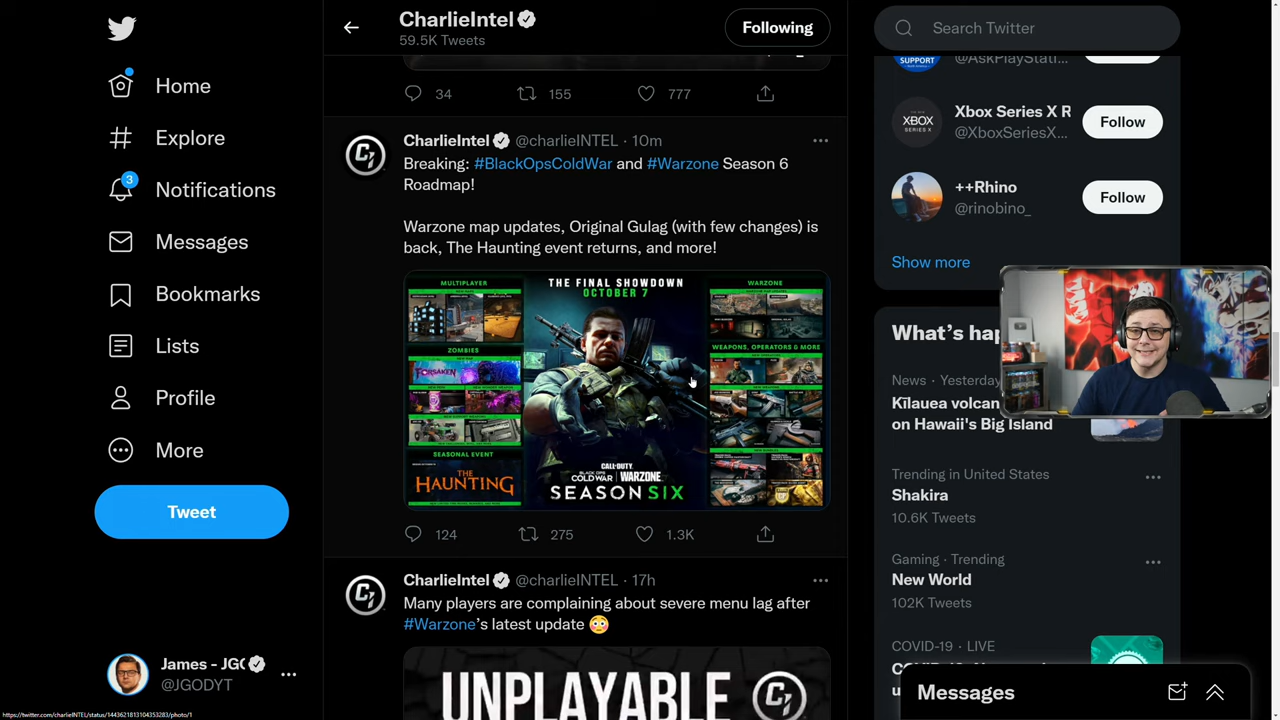 Home
Explore
3
Notifications
Messages
Bookmarks
Lists
Profile
More
Tweet
James - JG
@JGODYT
CharlieIntel
59.5K Tweets
Following
34 155 777
CharlieIntel @charlieINTEL · 10m
Breaking: #BlackOpsColdWar and #Warzone Season 6
Roadmap!
Warzone map updates, Original Gulag (with few changes) is
back, The Haunting event returns, and more!
MULTIPLAYER
ZOMBIES
FORSAKEN
SEASONAL EVENT
THE
HAUNTING
THE FINAL SHOWDOWN
OCTOBER 7
CALL OF DUTY
BLACK OPS
COLD WAR
WARZONE
SEASON SIX
WARZONE
WEAPONS, OPERATORS & MORE
124 275 1.3K
CharlieIntel @charlieINTEL · 17h
Many players are complaining about severe menu lag after
#Warzone's latest update
UNPLAYABLE
Search Twitter
SUPPORT
@AskPlayStati...
XBOX
SERIES X
Xbox Series X R
@XboxSeriesX...
Follow
++Rhino
@rinobino_
Follow
Show more
What's ha
News · Yesterday
Kīlauea volcan
on Hawaii's Big Island
Trending in United States
Shakira
10.6K Tweets
Gaming · Trending
New World
102K Tweets
COVID-19 · LIVE
Messages
https://twitter.com/charlieINTEL/status/1443621813104353283/photo/1